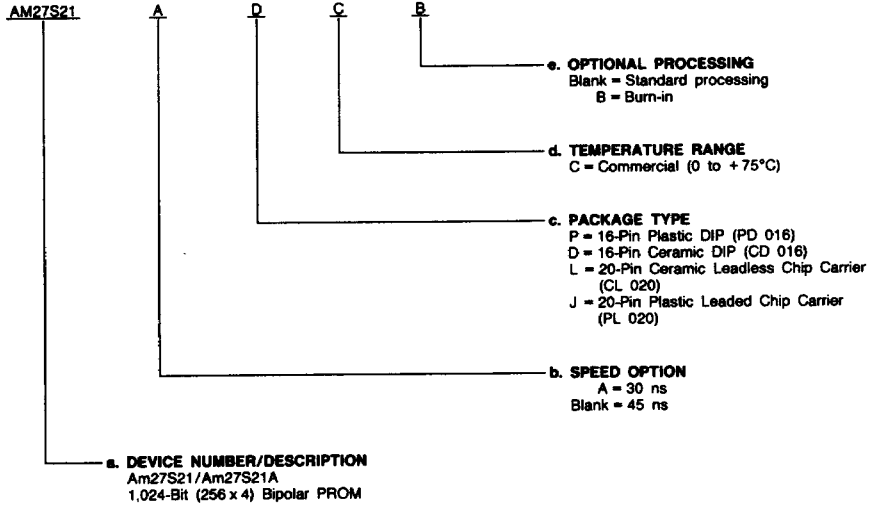 AM27S21 A D C B
e. OPTIONAL PROCESSING
Blank = Standard processing
B = Burn-in
d. TEMPERATURE RANGE
C = Commercial (0 to +75°C)
c. PACKAGE TYPE
P = 16-Pin Plastic DIP (PD 016)
D = 16-Pin Ceramic DIP (CD 016)
L = 20-Pin Ceramic Leadless Chip Carrier
(CL 020)
J = 20-Pin Plastic Leaded Chip Carrier
(PL 020)
b. SPEED OPTION
A = 30 ns
Blank = 45 ns
a. DEVICE NUMBER/DESCRIPTION
Am27S21/Am27S21A
1,024-Bit (256 x 4) Bipolar PROM